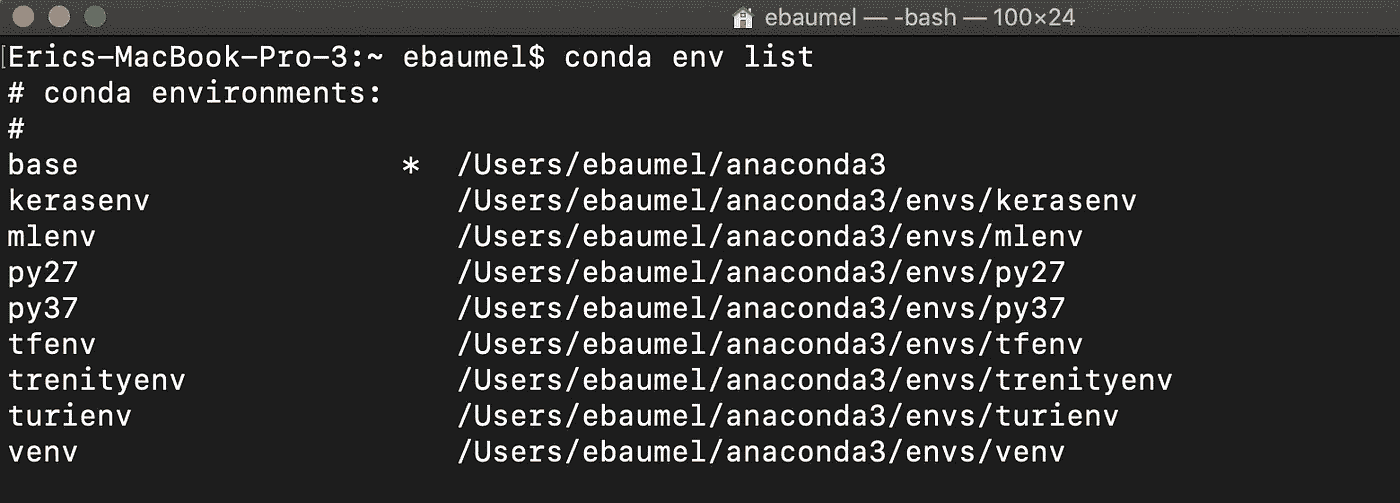 ebaumel — -bash — 100×24
Erics-MacBook-Pro-3:~ ebaumel$ conda env list
# conda environments:
#
base                  *  /Users/ebaumel/anaconda3
kerasenv                 /Users/ebaumel/anaconda3/envs/kerasenv
mlenv                    /Users/ebaumel/anaconda3/envs/mlenv
py27                     /Users/ebaumel/anaconda3/envs/py27
py37                     /Users/ebaumel/anaconda3/envs/py37
tfenv                    /Users/ebaumel/anaconda3/envs/tfenv
trenityenv               /Users/ebaumel/anaconda3/envs/trenityenv
turienv                  /Users/ebaumel/anaconda3/envs/turienv
venv                     /Users/ebaumel/anaconda3/envs/venv